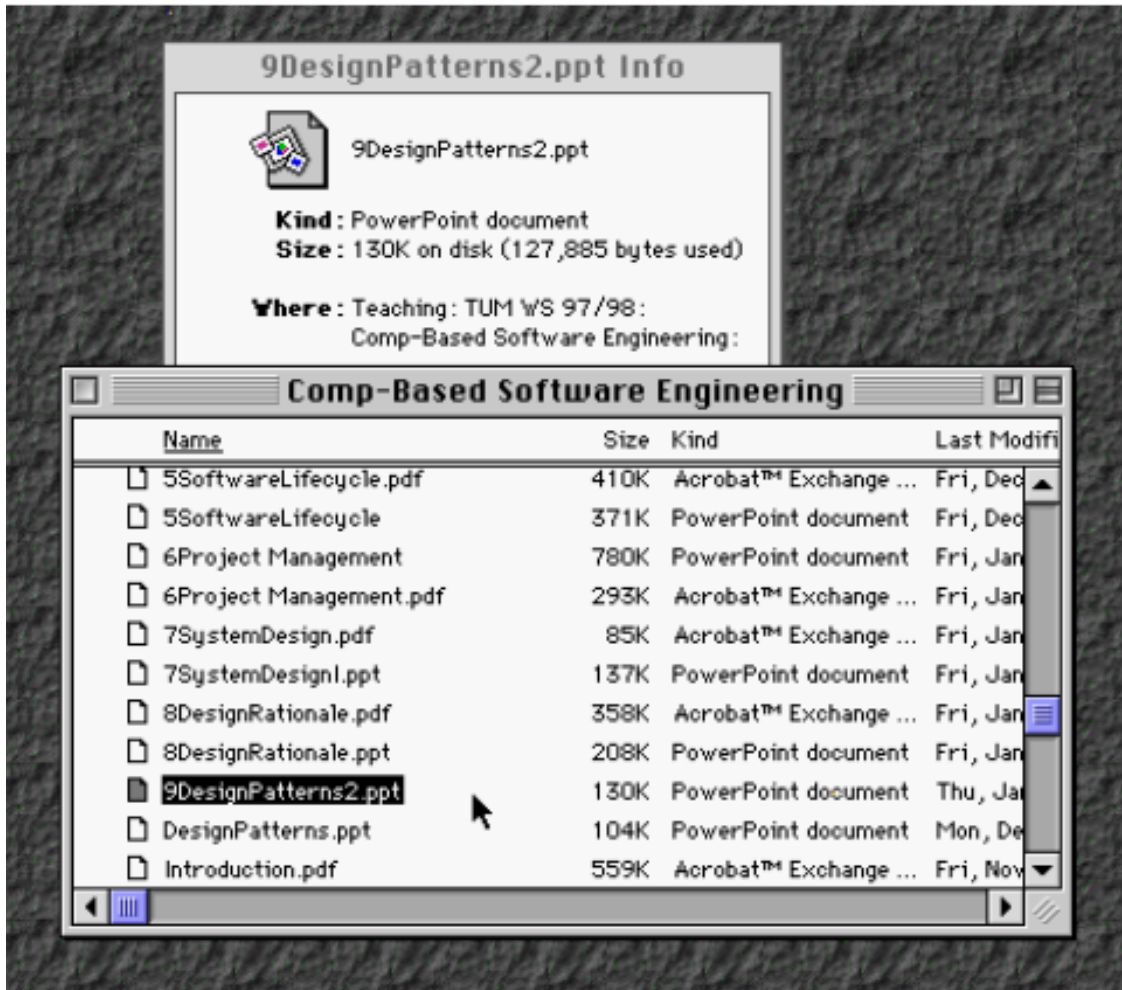 9DesignPatterns2.ppt Info
9DesignPatterns2.ppt
Kind: PowerPoint document
Size: 130K on disk (127,885 bytes used)
Where: Teaching: TUM WS 97/98:
Comp-Based Software Engineering:
Comp-Based Software Engineering
Name Size Kind Last Modifi
5SoftwareLifecycle.pdf 410K Acrobat™ Exchange ... Fri, Dec
5SoftwareLifecycle 371K PowerPoint document Fri, Dec
6Project Management 780K PowerPoint document Fri, Jan
6Project Management.pdf 293K Acrobat™ Exchange ... Fri, Jan
7SystemDesign.pdf 85K Acrobat™ Exchange ... Fri, Jan
7SystemDesignI.ppt 137K PowerPoint document Fri, Jan
8DesignRationale.pdf 358K Acrobat™ Exchange ... Fri, Jan
8DesignRationale.ppt 208K PowerPoint document Fri, Jan
9DesignPatterns2.ppt 130K PowerPoint document Thu, Jan
DesignPatterns.ppt 104K PowerPoint document Mon, De
Introduction.pdf 559K Acrobat™ Exchange ... Fri, Nov